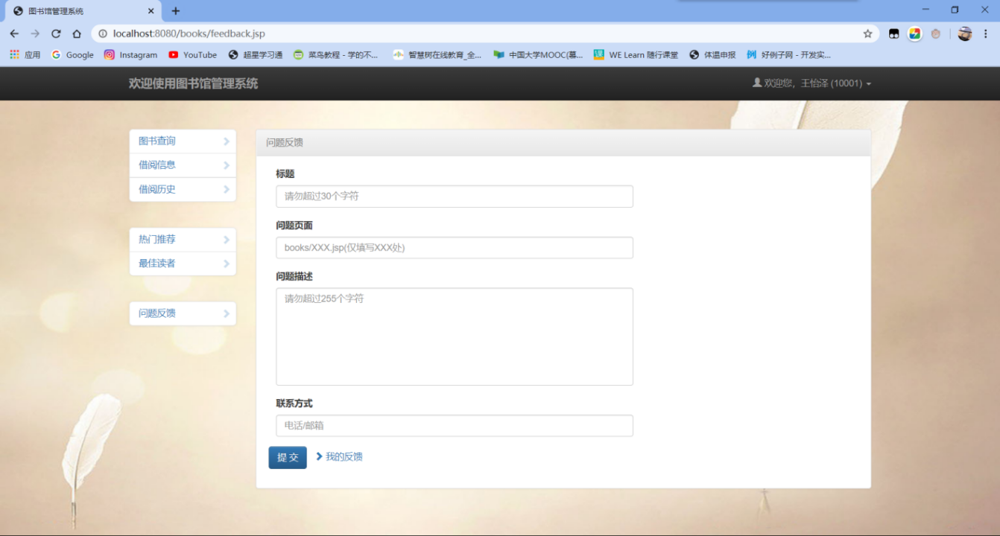 图书馆管理系统
localhost:8080/books/feedback.jsp
应用 Google Instagram YouTube 超星学习通 菜鸟教程 - 学的不... 智慧树在线教育_全... 中国大学MOOC(慕... WE Learn 随行课堂 体温申报 例 好例子网 - 开发实...
欢迎使用图书馆管理系统
欢迎您，王怡泽 (10001)
图书查询
借阅信息
借阅历史
热门推荐
最佳读者
问题反馈
问题反馈
标题
请勿超过30个字符
问题页面
books/XXX.jsp(仅填写XXX处)
问题描述
请勿超过255个字符
联系方式
电话/邮箱
提 交 我的反馈